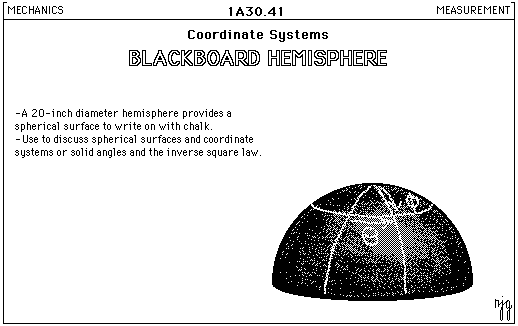 MECHANICS
1A30.41
MEASUREMENT
Coordinate Systems
BLACKBOARD HEMISPHERE
-A 20-inch diameter hemisphere provides a
spherical surface to write on with chalk.
-Use to discuss spherical surfaces and coordinate
systems or solid angles and the inverse square law.